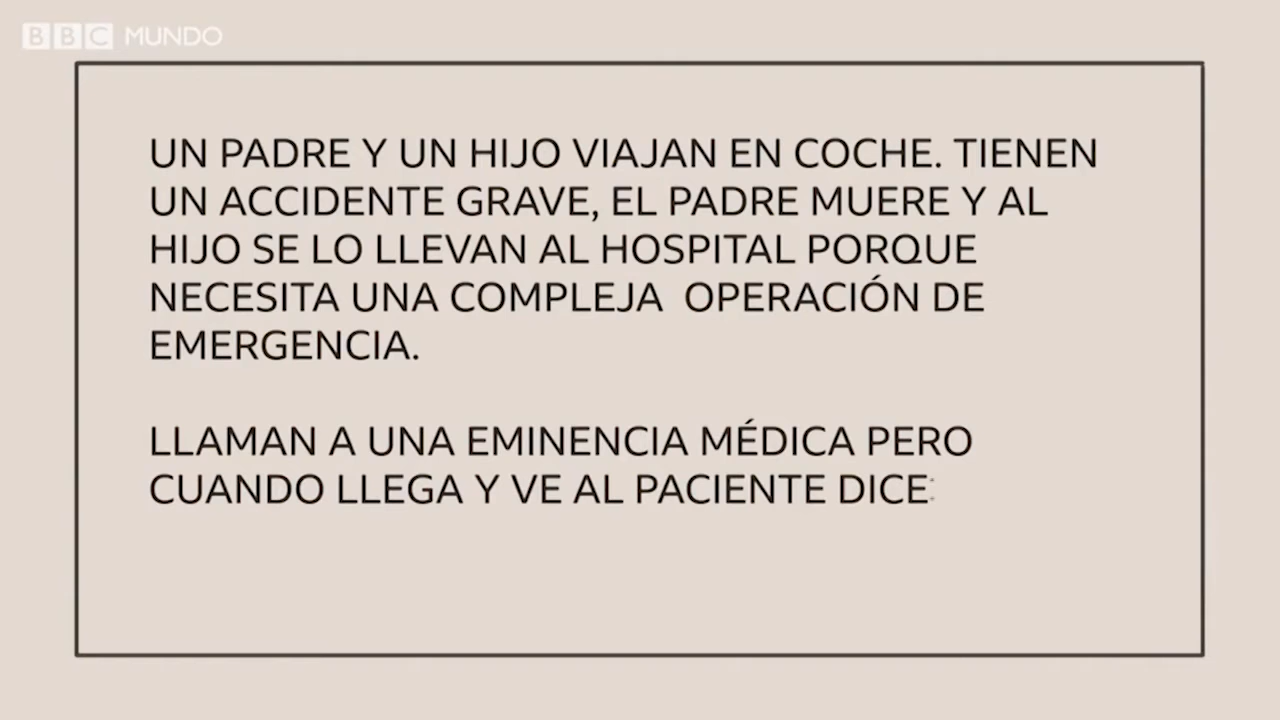 BBC MUNDO
UN PADRE Y UN HIJO VIAJAN EN COCHE. TIENEN
UN ACCIDENTE GRAVE, EL PADRE MUERE Y AL
HIJO SE LO LLEVAN AL HOSPITAL PORQUE
NECESITA UNA COMPLEJA  OPERACIÓN DE
EMERGENCIA.
LLAMAN A UNA EMINENCIA MÉDICA PERO
CUANDO LLEGA Y VE AL PACIENTE DICE: